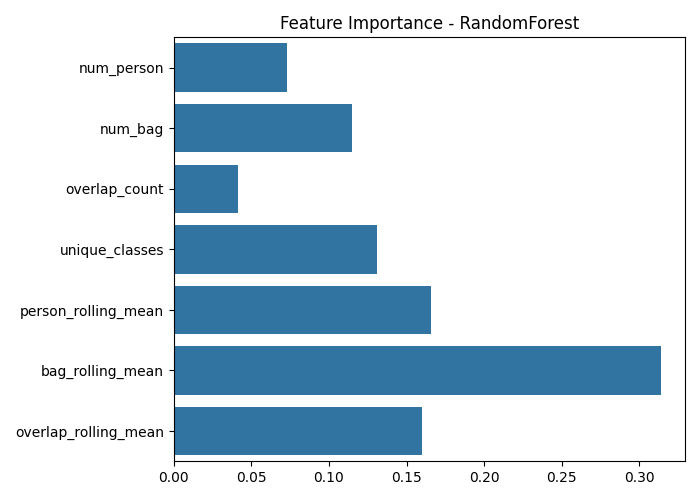 Feature Importance - RandomForest
num_person
num_bag
overlap_count
unique_classes
person_rolling_mean
bag_rolling_mean
overlap_rolling_mean
0.00 0.05 0.10 0.15 0.20 0.25 0.30